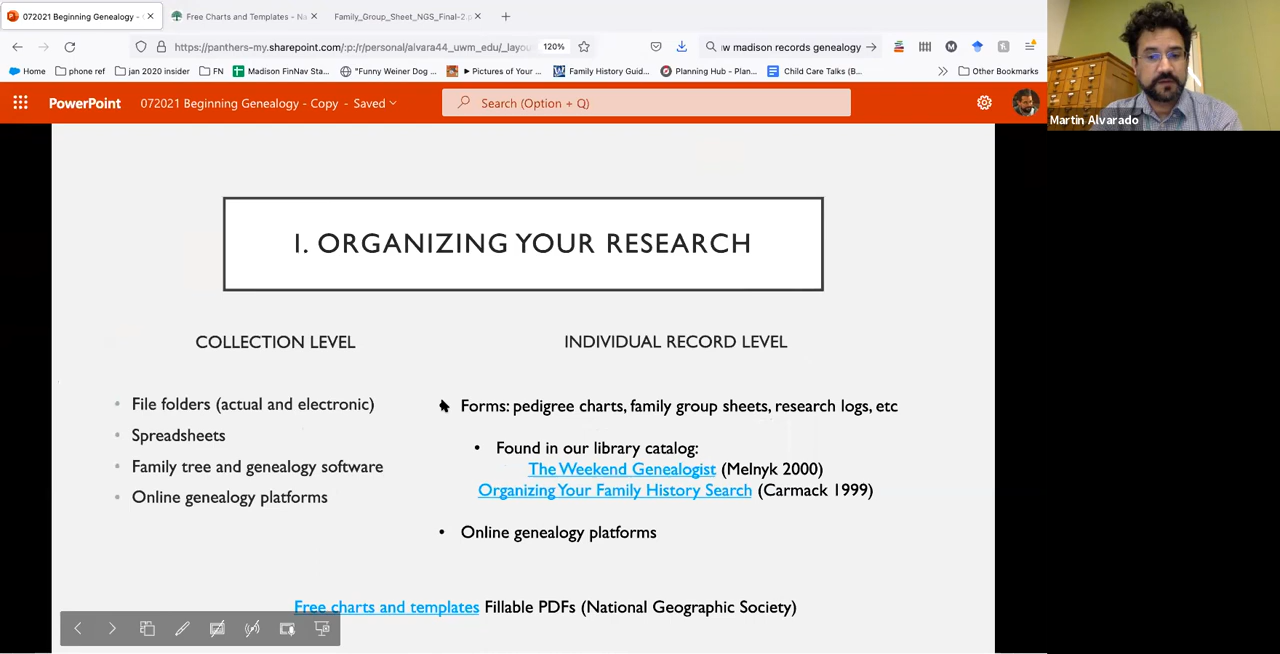 072021 Beginning Genealogy -
Free Charts and Templates - Na
Family_Group_Sheet_NGS_Final-2.p
https://panthers-my.sharepoint.com/:p:/r/personal/alvara44_uwm_edu/_layou
120%
w madison records genealogy
Home
phone ref
jan 2020 insider
FN
Madison FinNav Sta...
"Funny Weiner Dog ...
► Pictures of Your ...
Family History Guid...
Planning Hub - Plan...
Child Care Talks (B...
Other Bookmarks
PowerPoint
072021 Beginning Genealogy - Copy - Saved
Search (Option + Q)
Martin Alvarado
I. ORGANIZING YOUR RESEARCH
COLLECTION LEVEL
• File folders (actual and electronic)
• Spreadsheets
• Family tree and genealogy software
• Online genealogy platforms
INDIVIDUAL RECORD LEVEL
Forms: pedigree charts, family group sheets, research logs, etc
• Found in our library catalog:
The Weekend Genealogist (Melnyk 2000)
Organizing Your Family History Search (Carmack 1999)
• Online genealogy platforms
Free charts and templates Fillable PDFs (National Geographic Society)